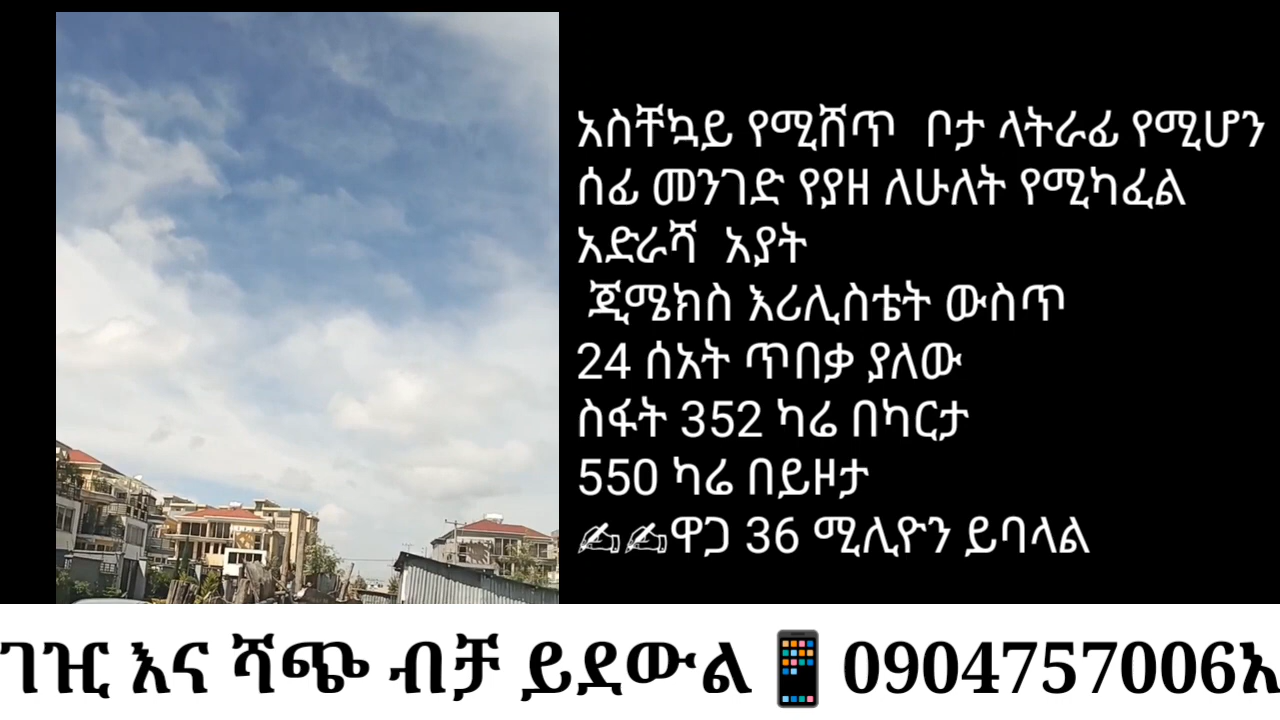 አስቸኳይ የሚሸጥ ቦታ ላትራፊ የሚሆን
ሰፊ መንገድ የያዘ ለሁለት የሚካፈል
አድራሻ አያት
ጂሜክስ እሪሊስቴት ውስጥ
24 ሰአት ጥበቃ ያለው
ስፋት 352 ካሬ በካርታ
550 ካሬ በይዞታ
✍✍ዋጋ 36 ሚሊዮን ይባላል
ገዢ እና ሻጭ ብቻ ይደውል📱0904757006አ